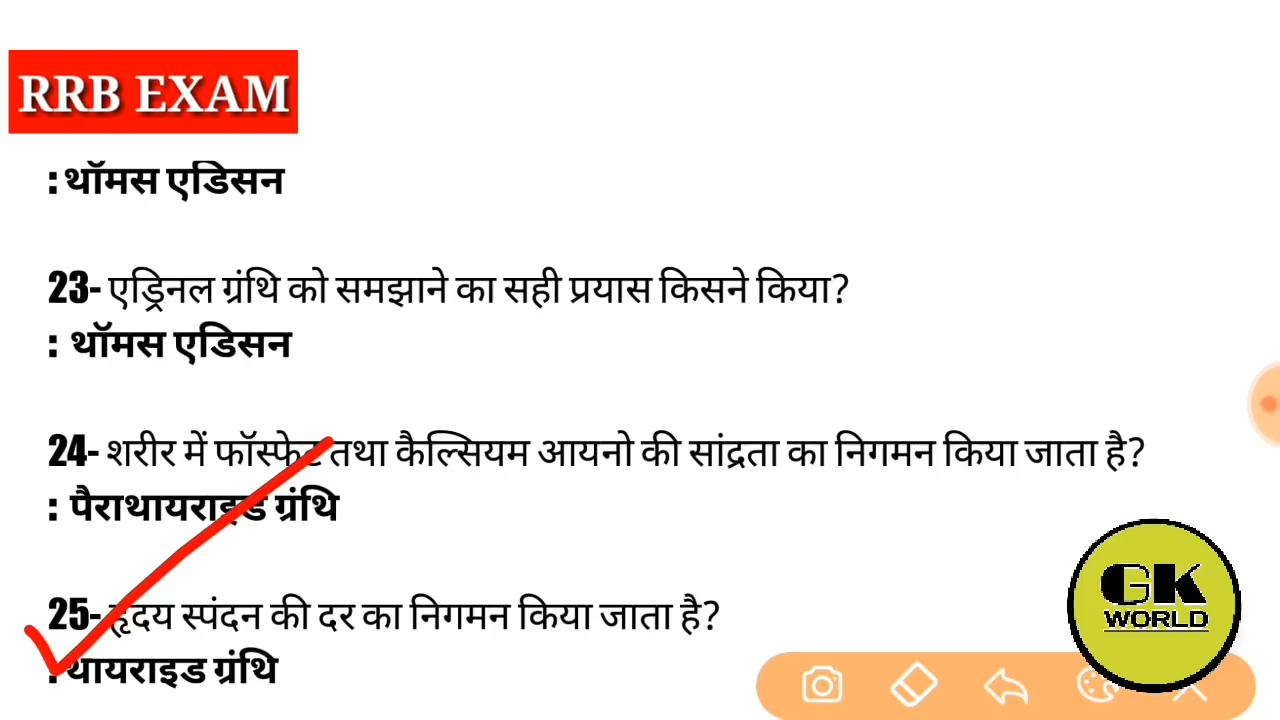 RRB EXAM
: थॉमस एडिसन
23- एड्रिनल ग्रंथि को समझाने का सही प्रयास किसने किया?
: थॉमस एडिसन
24- शरीर में फॉस्फेट तथा कैल्सियम आयनो की सांद्रता का निगमन किया जाता है?
: पैराथायराइड ग्रंथि
25- हृदय स्पंदन की दर का निगमन किया जाता है?
: थायराइड ग्रंथि
GK
WORLD